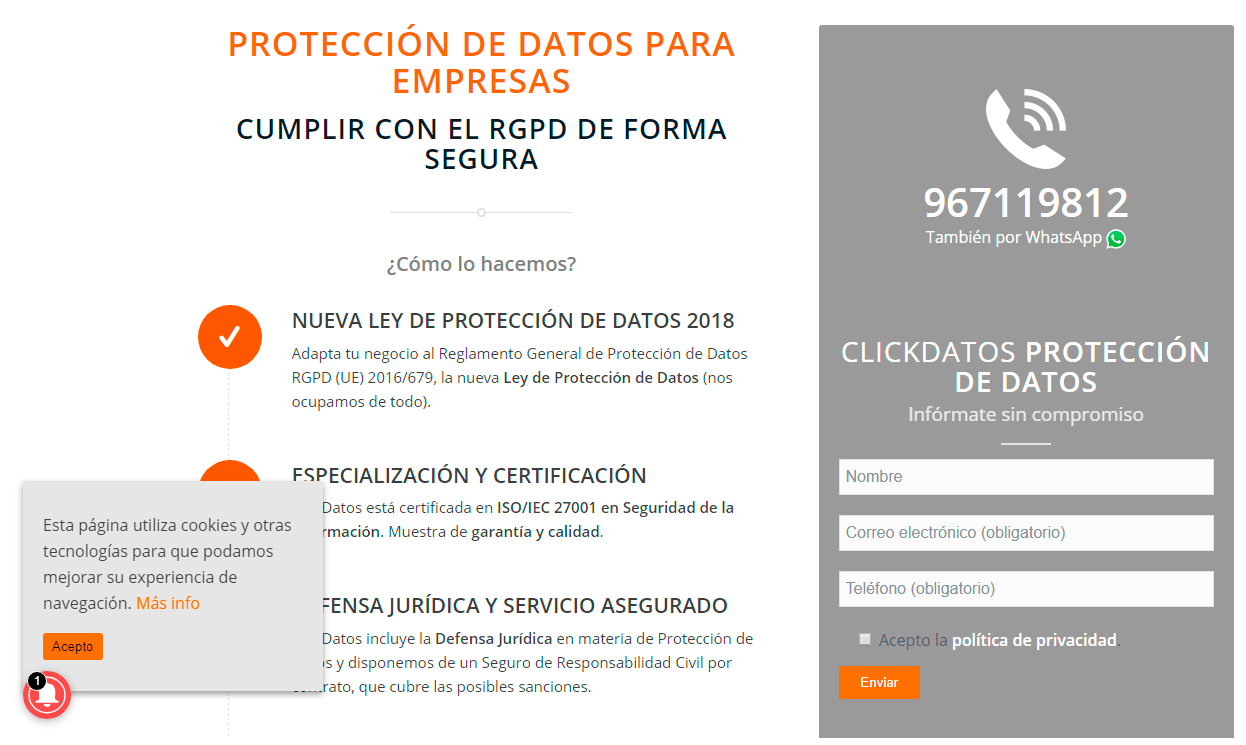 PROTECCIÓN DE DATOS PARA
EMPRESAS
CUMPLIR CON EL RGPD DE FORMA
SEGURA
¿Cómo lo hacemos?
NUEVA LEY DE PROTECCIÓN DE DATOS 2018
Adapta tu negocio al Reglamento General de Protección de Datos
RGPD (UE) 2016/679, la nueva Ley de Protección de Datos (nos
ocupamos de todo).
ESPECIALIZACIÓN Y CERTIFICACIÓN
Datos está certificada en ISO/IEC 27001 en Seguridad de la
rmación. Muestra de garantía y calidad.
FENSA JURÍDICA Y SERVICIO ASEGURADO
Datos incluye la Defensa Jurídica en materia de Protección de
s y disponemos de un Seguro de Responsabilidad Civil por
trato, que cubre las posibles sanciones.
Esta página utiliza cookies y otras
tecnologías para que podamos
mejorar su experiencia de
navegación. Más info
Acepto
1
967119812
También por WhatsApp
CLICKDATOS PROTECCIÓN
DE DATOS
Infórmate sin compromiso
Nombre
Correo electrónico (obligatorio)
Teléfono (obligatorio)
Acepto la política de privacidad.
Enviar